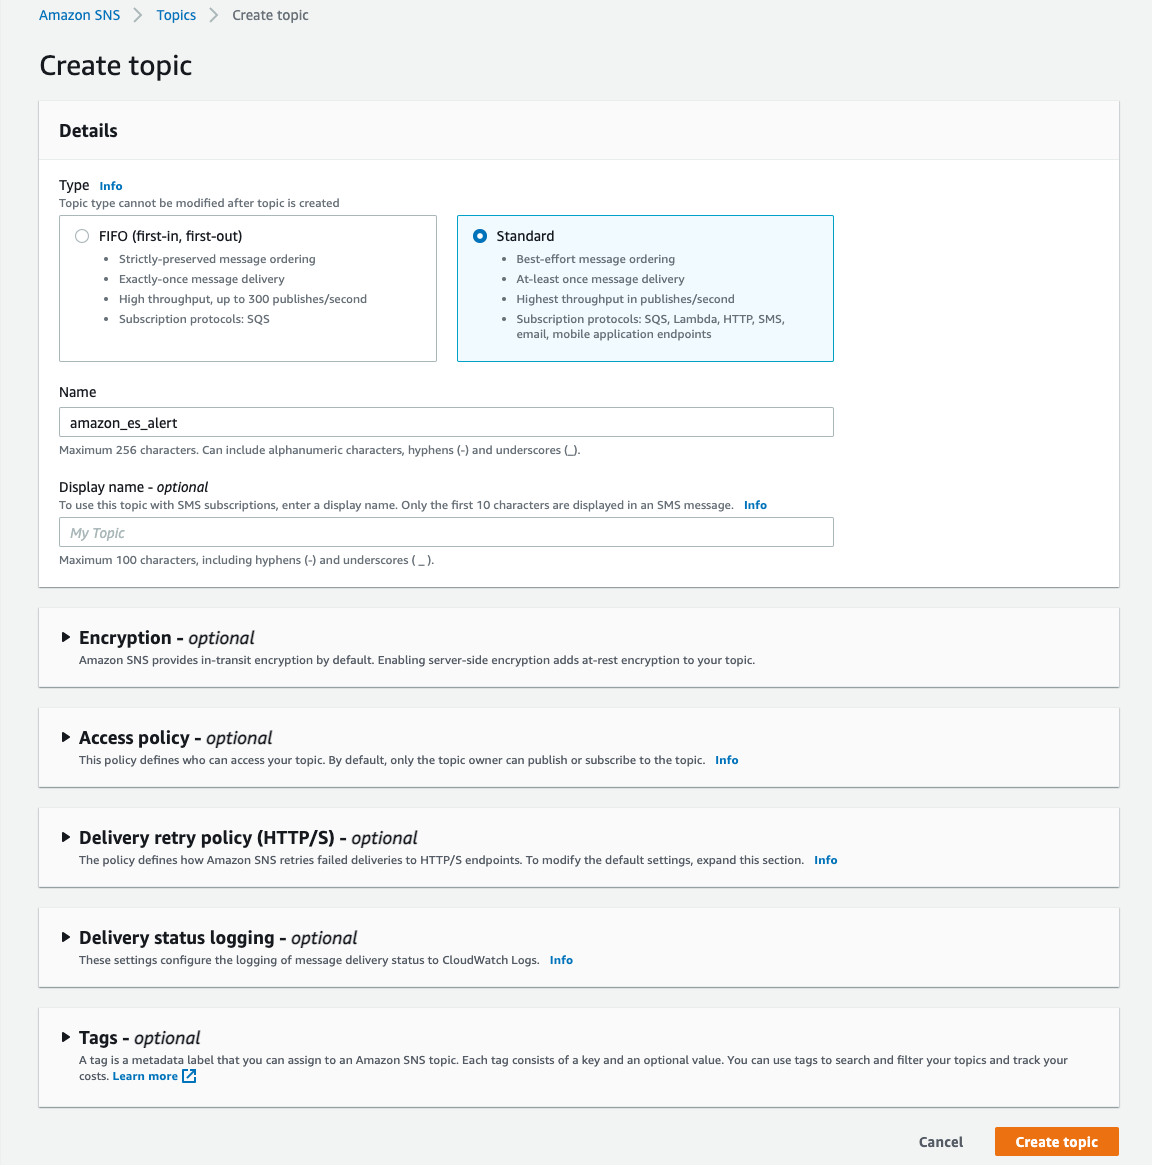 Amazon SNS > Topics > Create topic
Create topic
Details
Type Info
Topic type cannot be modified after topic is created
FIFO (first-in, first-out)
• Strictly-preserved message ordering
• Exactly-once message delivery
• High throughput, up to 300 publishes/second
• Subscription protocols: SQS
Standard
• Best-effort message ordering
• At-least once message delivery
• Highest throughput in publishes/second
• Subscription protocols: SQS, Lambda, HTTP, SMS,
email, mobile application endpoints
Name
amazon_es_alert
Maximum 256 characters. Can include alphanumeric characters, hyphens (-) and underscores (_).
Display name - optional
To use this topic with SMS subscriptions, enter a display name. Only the first 10 characters are displayed in an SMS message. Info
My Topic
Maximum 100 characters, including hyphens (-) and underscores ( _ ).
Encryption - optional
Amazon SNS provides in-transit encryption by default. Enabling server-side encryption adds at-rest encryption to your topic.
Access policy - optional
This policy defines who can access your topic. By default, only the topic owner can publish or subscribe to the topic. Info
Delivery retry policy (HTTP/S) - optional
The policy defines how Amazon SNS retries failed deliveries to HTTP/S endpoints. To modify the default settings, expand this section. Info
Delivery status logging - optional
These settings configure the logging of message delivery status to CloudWatch Logs. Info
Tags - optional
A tag is a metadata label that you can assign to an Amazon SNS topic. Each tag consists of a key and an optional value. You can use tags to search and filter your topics and track your
costs. Learn more
Cancel Create topic